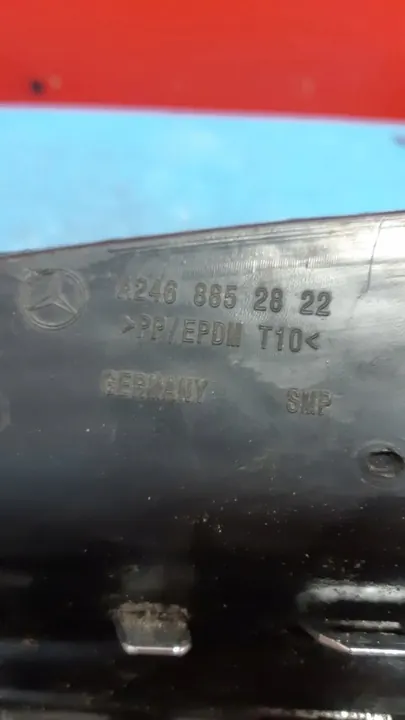 A246 885 28 22
>PP/EPDM T10<
GERMANY SMP